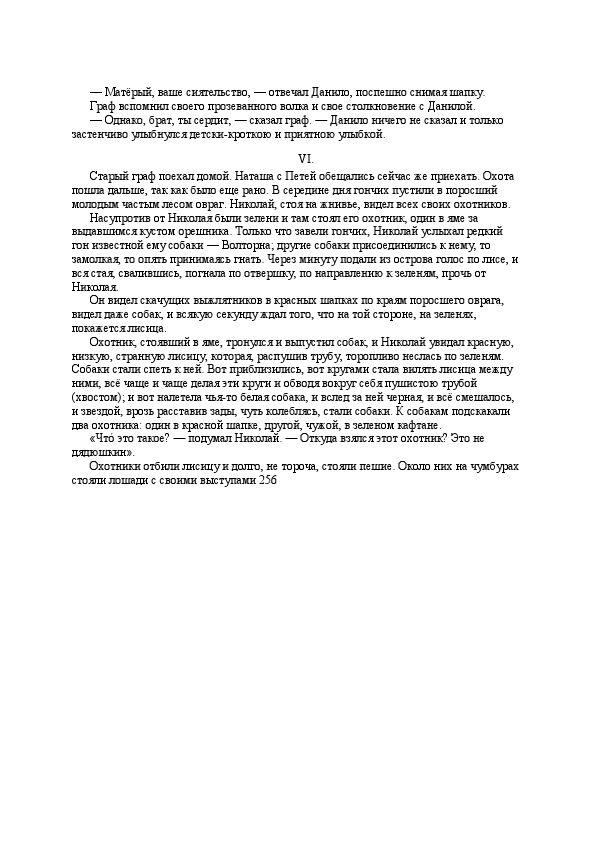 — Матёрый, ваше сиятельство, — отвечал Данило, поспешно снимая шапку.
Граф вспомнил своего прозеванного волка и свое столкновение с Данилой.
— Однако, брат, ты сердит, — сказал граф. — Данило ничего не сказал и только
застенчиво улыбнулся детски-кроткою и приятною улыбкой.
VI.
Старый граф поехал домой. Наташа с Петей обещались сейчас же приехать. Охота
пошла дальше, так как было еще рано. В середине дня гончих пустили в поросший
молодым частым лесом овраг. Николай, стоя на жнивье, видел всех своих охотников.
Насупротив от Николая были зеленя и там стоял его охотник, один в яме за
выдавшимся кустом орешника. Только что завели гончих, Николай услыхал редкий
гон известной ему собаки — Волторна; другие собаки присоединились к нему, то
замолкая, то опять принимаясь гнать. Через минуту подали из острова голос по лисе, и
вся стая, свалившись, погнала по отвершку, по направлению к зеленям, прочь от
Николая.
Он видел скачущих выжлятников в красных шапках по краям поросшего оврага,
видел даже собак, и всякую секунду ждал того, что на той стороне, на зеленях,
покажется лисица.
Охотник, стоявший в яме, тронулся и выпустил собак, и Николай увидал красную,
низкую, странную лисицу, которая, распушив трубу, торопливо неслась по зеленям.
Собаки стали спеть к ней. Вот приблизились, вот кругами стала вилять лисица между
ними, всё чаще и чаще делая эти круги и обводя вокруг себя пушистою трубой
(хвостом); и вот налетела чья-то белая собака, и вслед за ней черная, и всё смешалось,
и звездой, врозь расставив зады, чуть колеблясь, стали собаки. К собакам подскакали
два охотника: один в красной шапке, другой, чужой, в зеленом кафтане.
«Что́ это такое? — подумал Николай. — Откуда взялся этот охотник? Это не
дядюшкин».
Охотники отбили лисицу и долго, не тороча, стояли пешие. Около них на чумбурах
стояли лошади с своими выступами 256